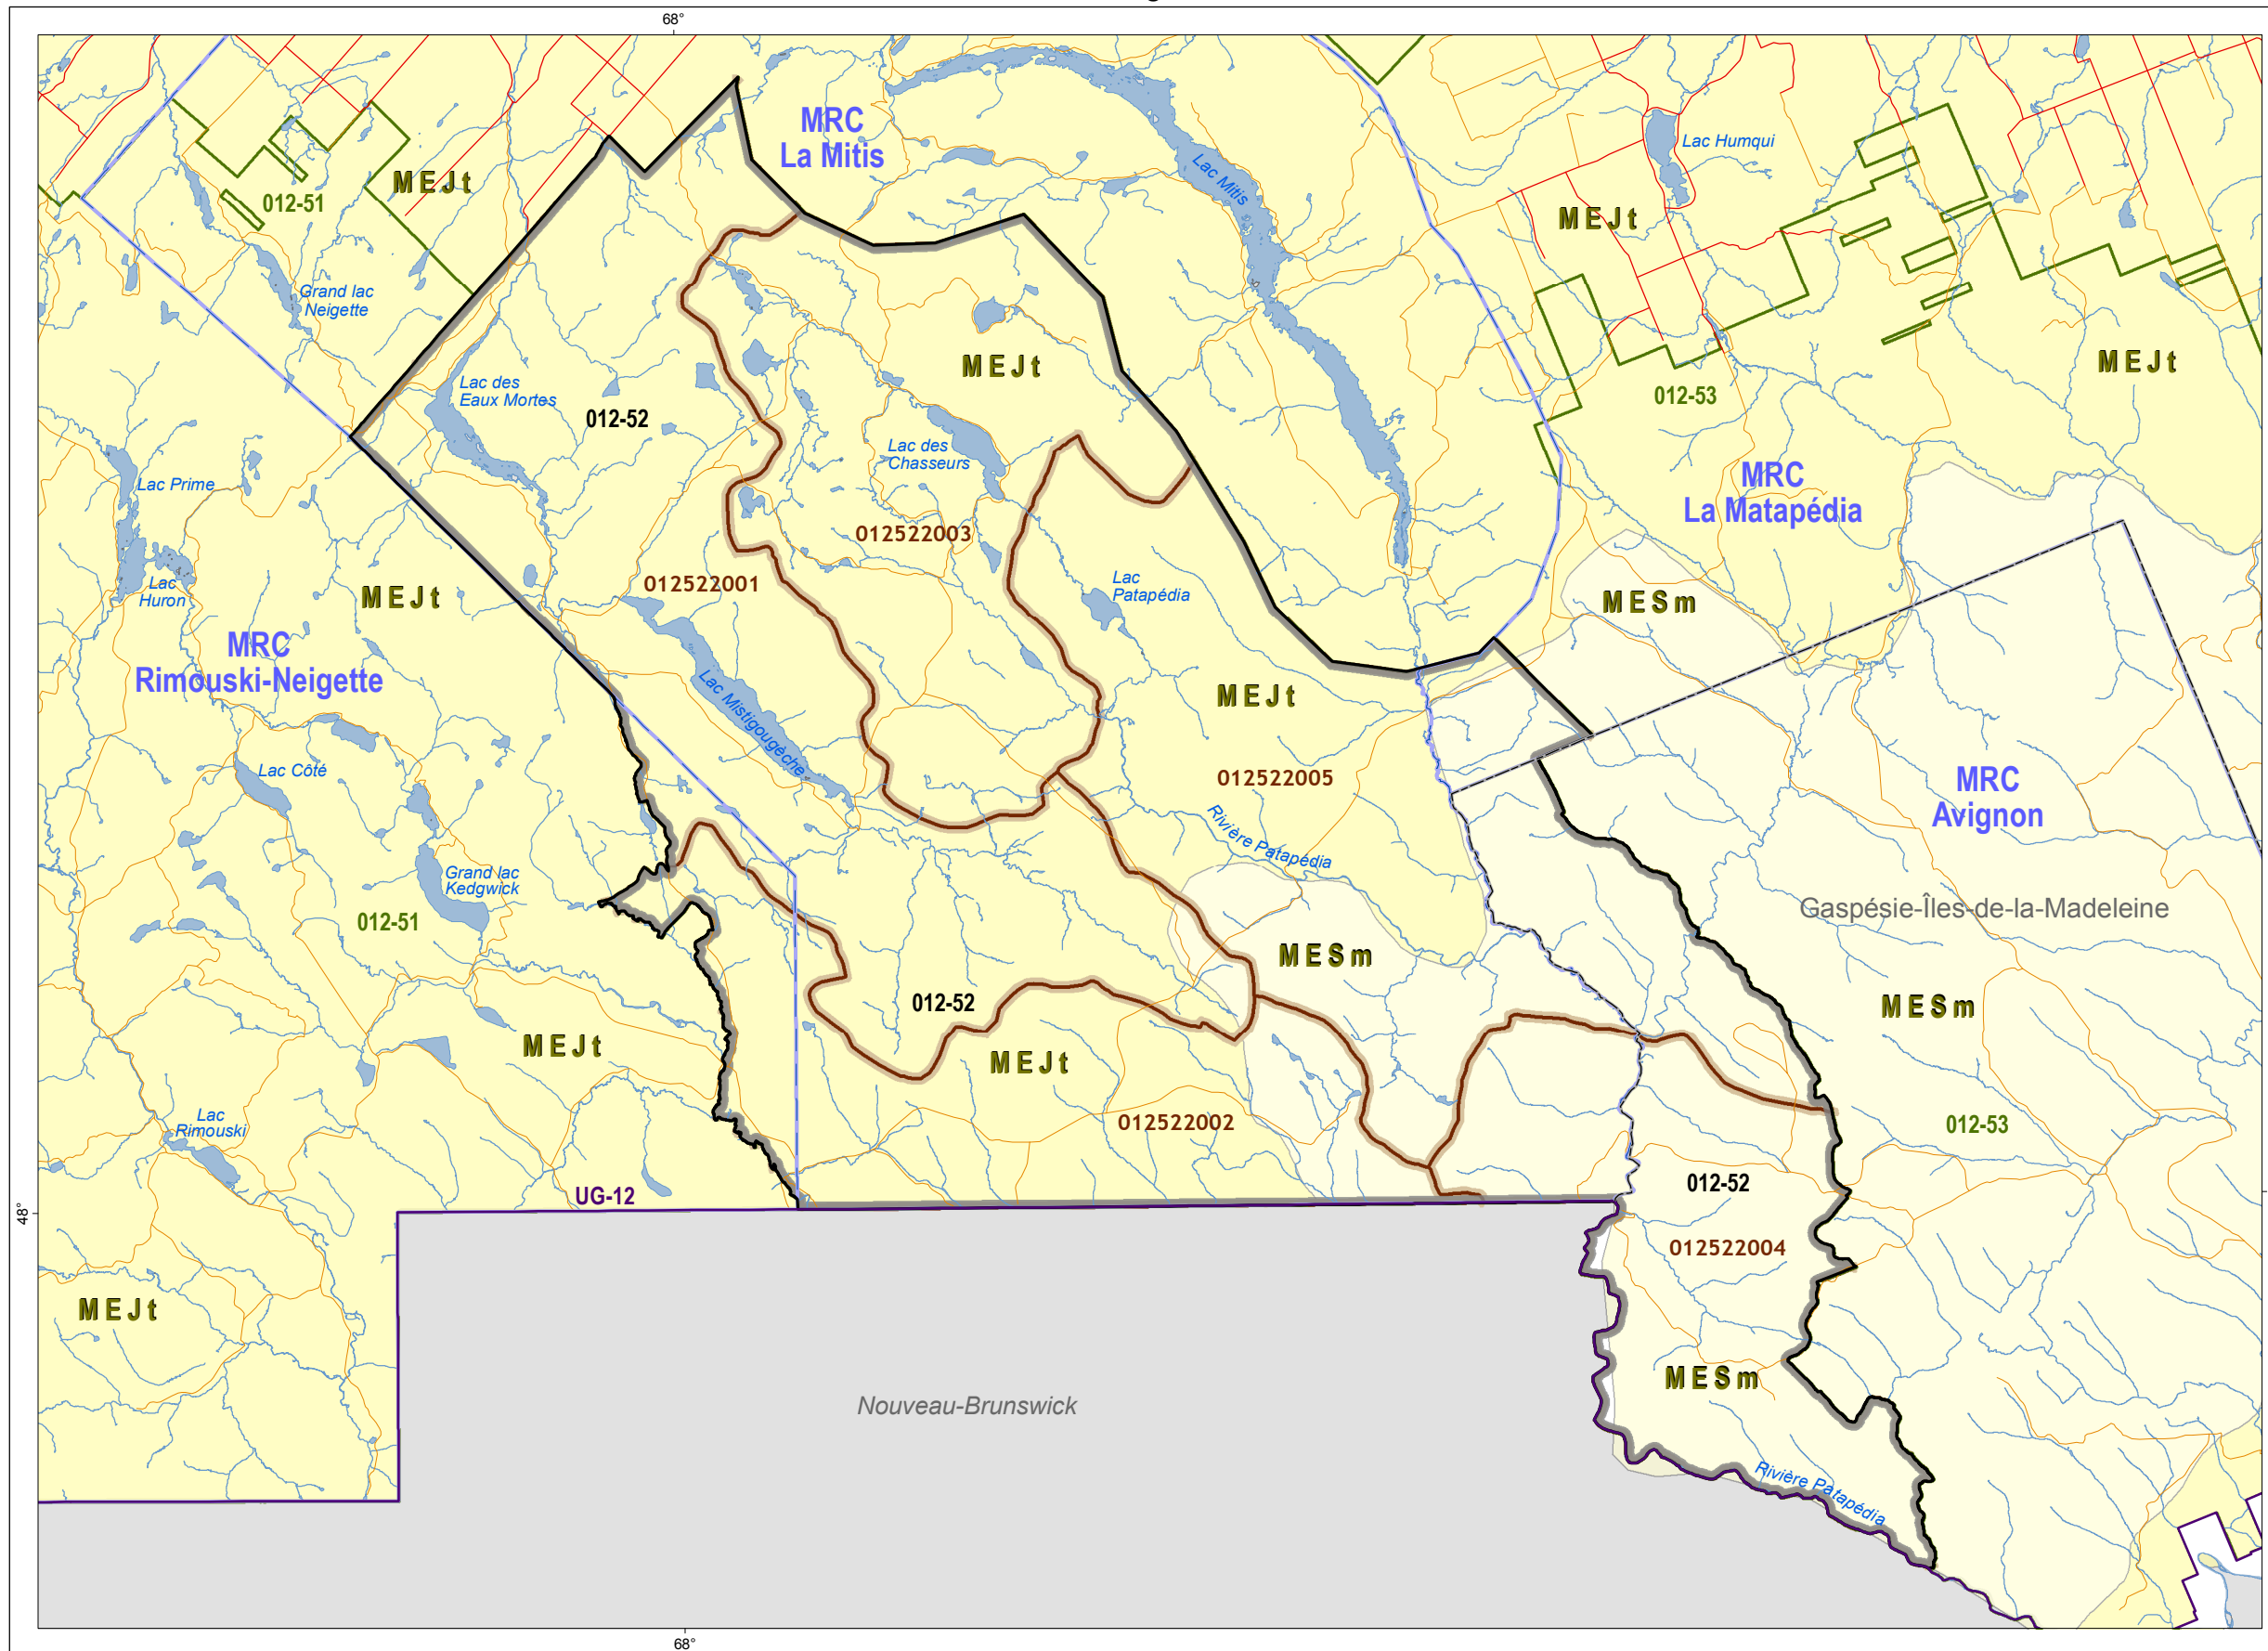 68°
MRC
La Mitis
Lac Humqui
Lac Mitis
MEJt
012-51
MEJt
Grand lac
Neigette
MEJt
MEJt
Lac des
Eaux Mortes
012-52
012-53
Lac des
Chasseurs
Lac Prime
MRC
La Matapédia
012522003
Lac
Huron
MEJt
012522001
Lac
Patapédia
MESm
MRC
Rimouski-Neigette
Lac Mistigougèche
MEJt
Lac Côté
012522005
MRC
Avignon
Rivière Patapédia
Grand lac
Kedgwick
012-51
Gaspésie-Îles-de-la-Madeleine
MESm
012-52
MESm
MEJt
MEJt
Lac
Rimouski
012522002
012-53
UG-12
012-52
48°
012522004
MEJt
MESm
Nouveau-Brunswick
Rivière Patapédia
68°